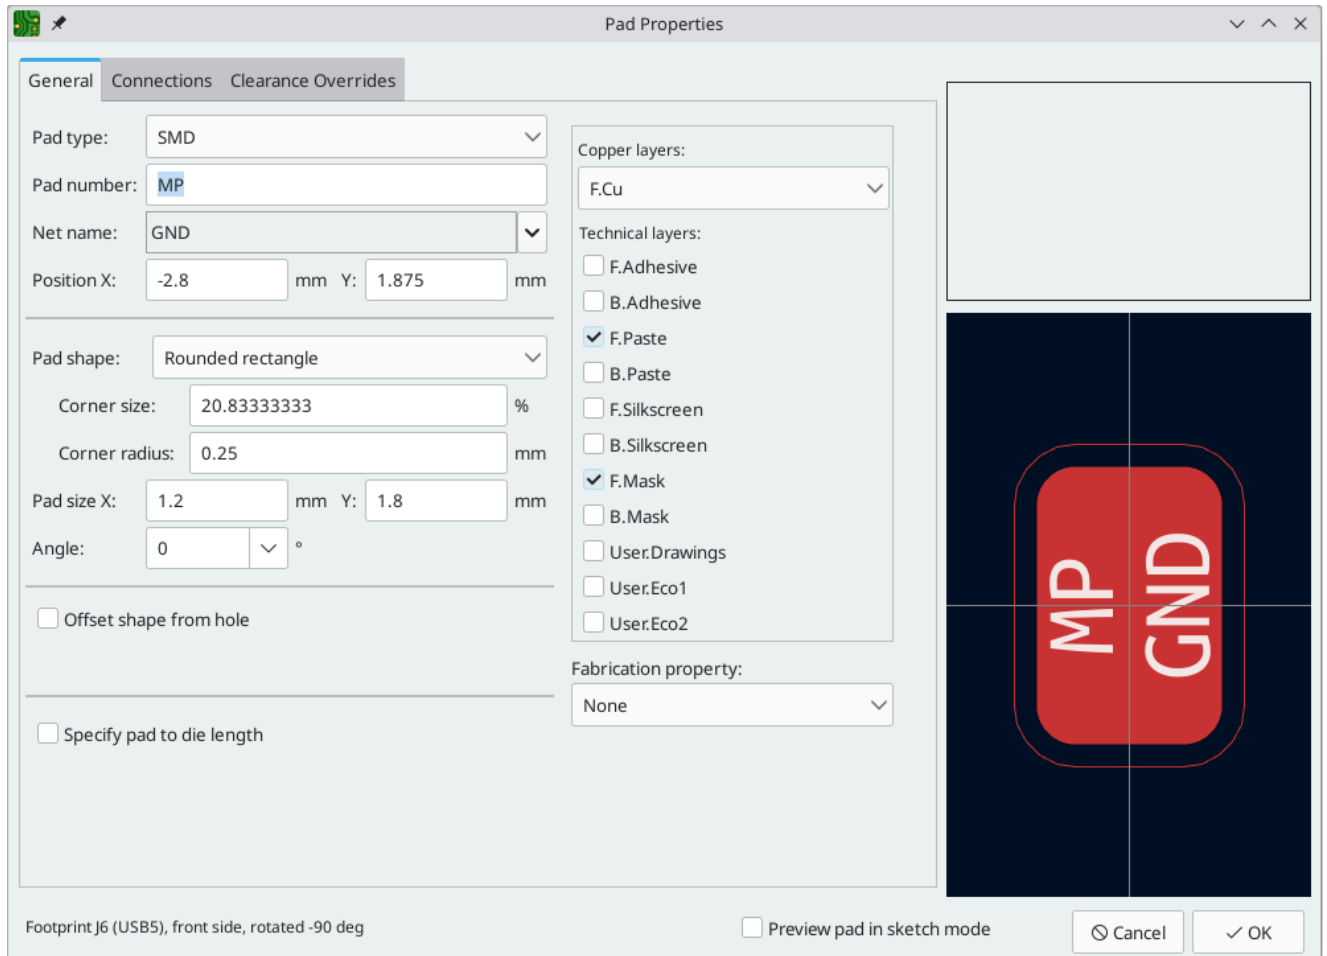 Pad Properties
General Connections Clearance Overrides
Pad type: SMD
Pad number: MP
Net name: GND
Position X: -2.8 mm Y: 1.875 mm
Pad shape: Rounded rectangle
Corner size: 20.83333333 %
Corner radius: 0.25 mm
Pad size X: 1.2 mm Y: 1.8 mm
Angle: 0 °
Offset shape from hole
Specify pad to die length
Copper layers:
F.Cu
Technical layers:
F.Adhesive
B.Adhesive
F.Paste
B.Paste
F.Silkscreen
B.Silkscreen
F.Mask
B.Mask
User.Drawings
User.Eco1
User.Eco2
Fabrication property:
None
MP
GND
Footprint J6 (USB5), front side, rotated -90 deg
Preview pad in sketch mode
Cancel
OK